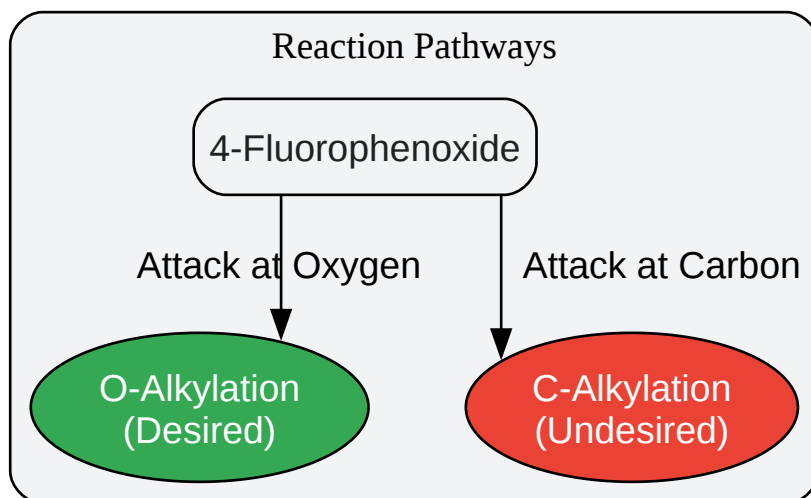 Reaction Pathways
4-Fluorophenoxide
Attack at Oxygen
Attack at Carbon
O-Alkylation
(Desired)
C-Alkylation
(Undesired)